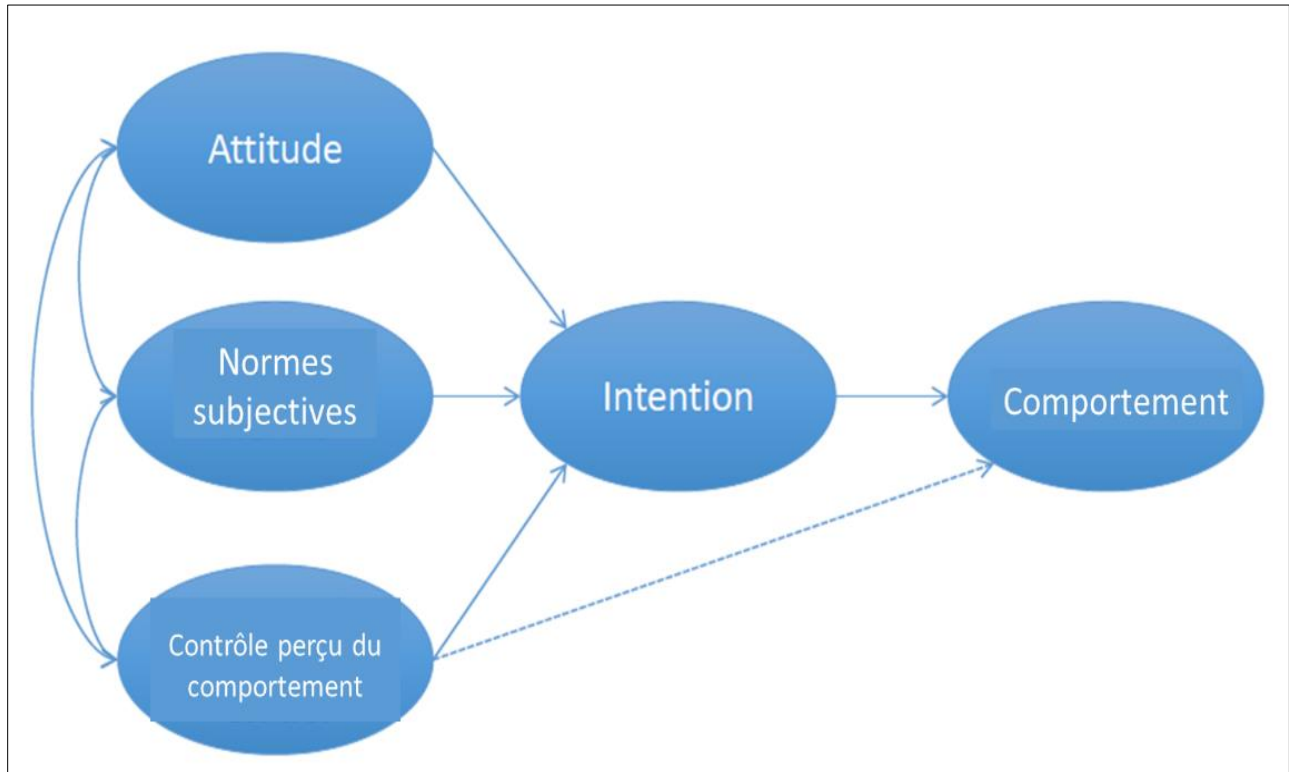 Attitude
Normes
subjectives
Intention
Comportement
Contrôle perçu du
comportement